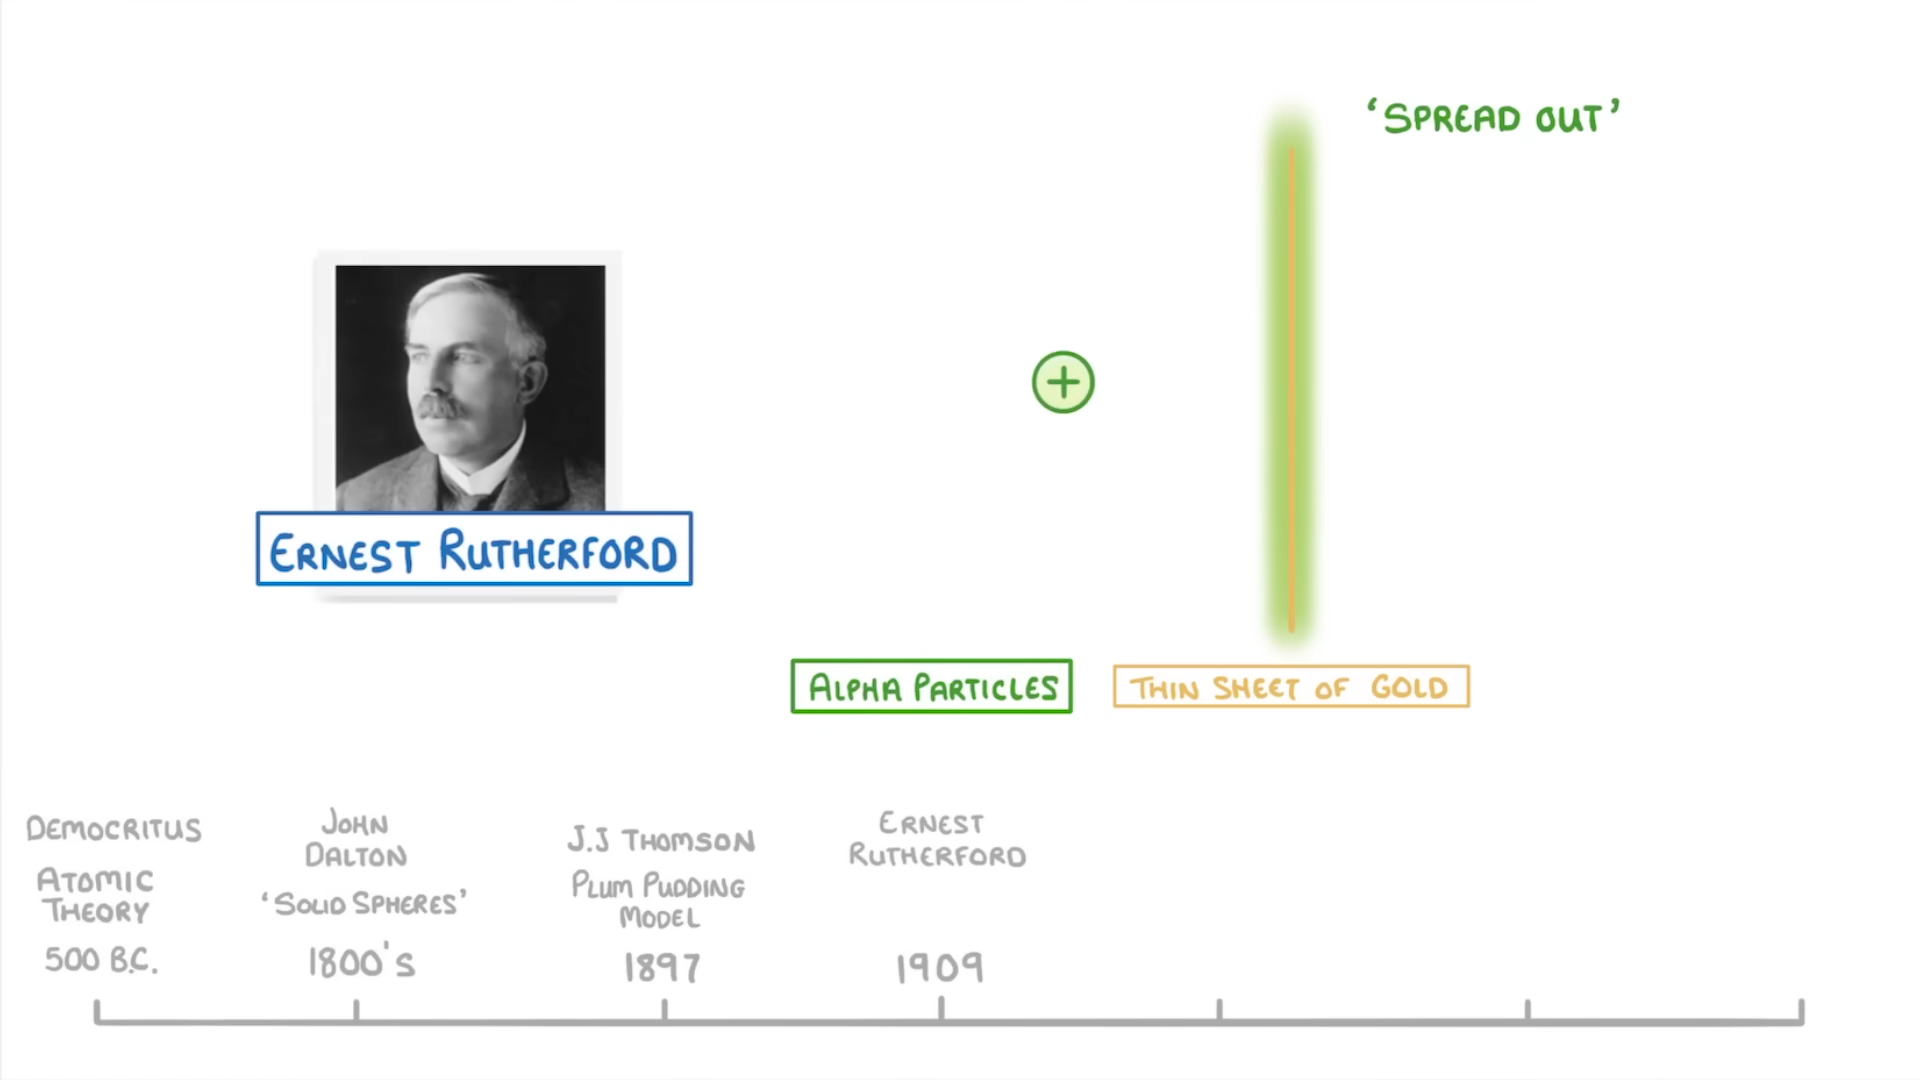 ‘SPREAD OUT’
ERNEST RUTHERFORD
ALPHA PARTICLES
THIN SHEET OF GOLD
DEMOCRITUS
ATOMIC
THEORY
500 B.C.
JOHN
DALTON
‘SOLID SPHERES’
1800's
J.J THOMSON
PLUM PUDDING
MODEL
1897
ERNEST
RUTHERFORD
1909